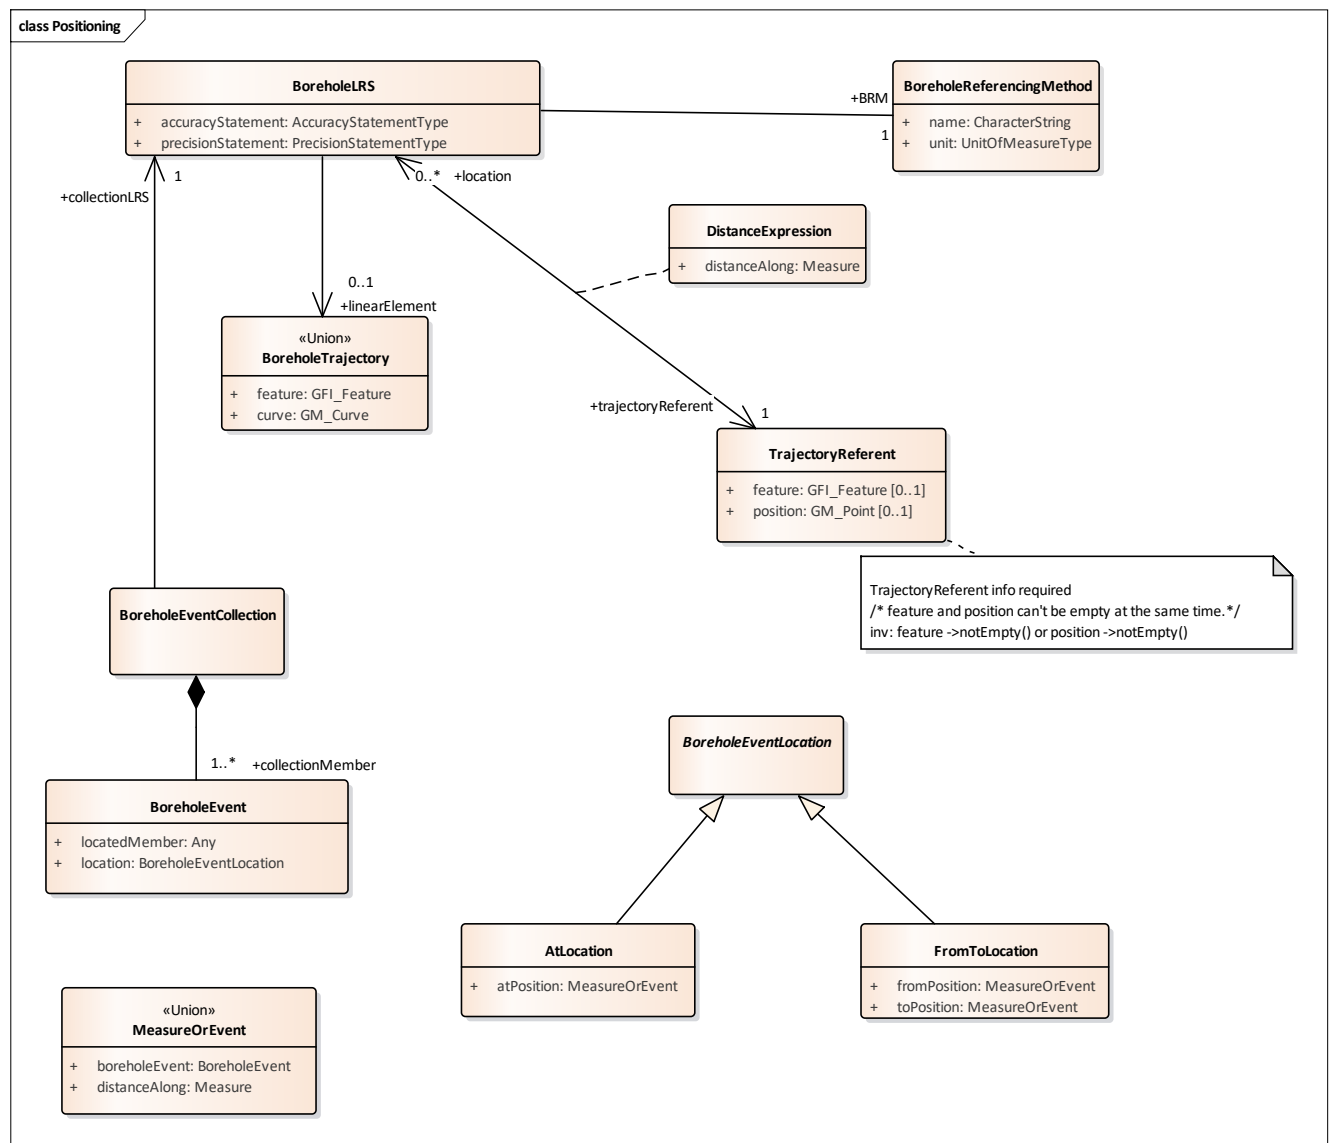 class Positioning
BoreholeLRS
+ accuracyStatement: AccuracyStatementType
+ precisionStatement: PrecisionStatementType
BoreholeReferencingMethod
+ name: CharacterString
+ unit: UnitOfMeasureType
+BRM
1
1
+collectionLRS
0..*
+location
DistanceExpression
+ distanceAlong: Measure
0..1
+linearElement
«Union»
BoreholeTrajectory
+ feature: GFI_Feature
+ curve: GM_Curve
+trajectoryReferent
1
TrajectoryReferent
+ feature: GFI_Feature [0..1]
+ position: GM_Point [0..1]
TrajectoryReferent info required
/* feature and position can't be empty at the same time.*/
inv: feature ->notEmpty() or position ->notEmpty()
BoreholeEventCollection
1..*
+collectionMember
BoreholeEvent
+ locatedMember: Any
+ location: BoreholeEventLocation
BoreholeEventLocation
AtLocation
+ atPosition: MeasureOrEvent
FromToLocation
+ fromPosition: MeasureOrEvent
+ toPosition: MeasureOrEvent
«Union»
MeasureOrEvent
+ boreholeEvent: BoreholeEvent
+ distanceAlong: Measure